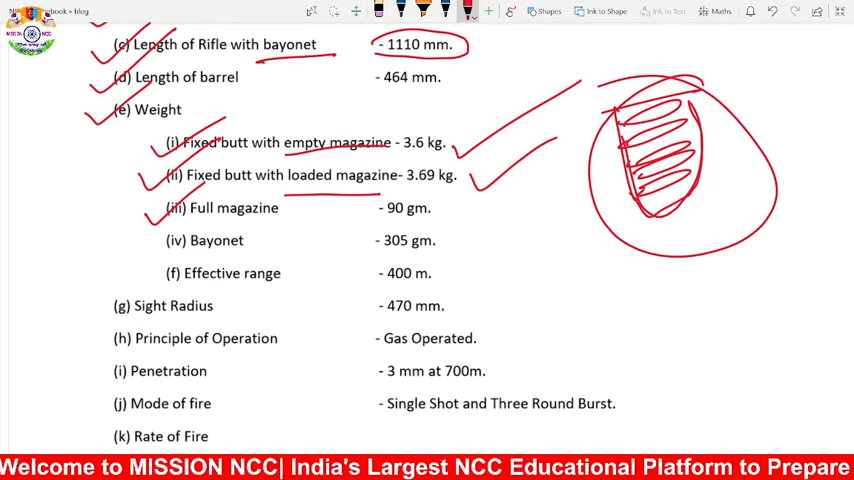 ebook > blog
Shapes
Ink to Shape
Ink to Text
Maths
MISSION NCC
(c) Length of Rifle with bayonet - 1110 mm.
(d) Length of barrel - 464 mm.
(e) Weight
(i) Fixed butt with empty magazine - 3.6 kg.
(ii) Fixed butt with loaded magazine- 3.69 kg.
(iii) Full magazine - 90 gm.
(iv) Bayonet - 305 gm.
(f) Effective range - 400 m.
(g) Sight Radius - 470 mm.
(h) Principle of Operation - Gas Operated.
(i) Penetration - 3 mm at 700m.
(j) Mode of fire - Single Shot and Three Round Burst.
(k) Rate of Fire
Welcome to MISSION NCC| India's Largest NCC Educational Platform to Prepare